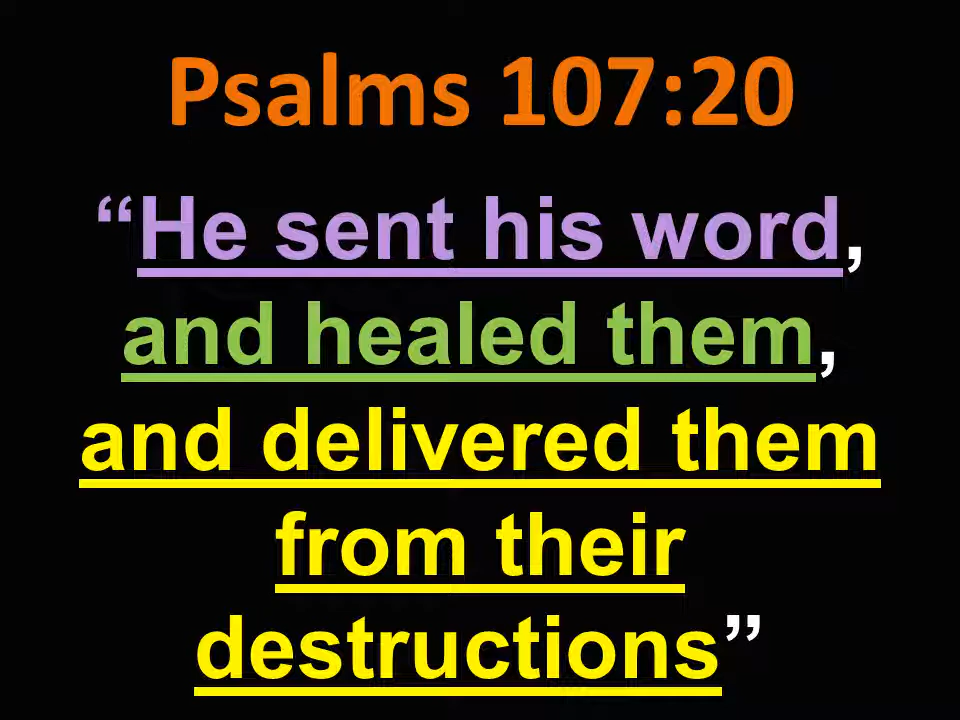 Psalms 107:20
“He sent his word,
and healed them,
and delivered them
from their
destructions”